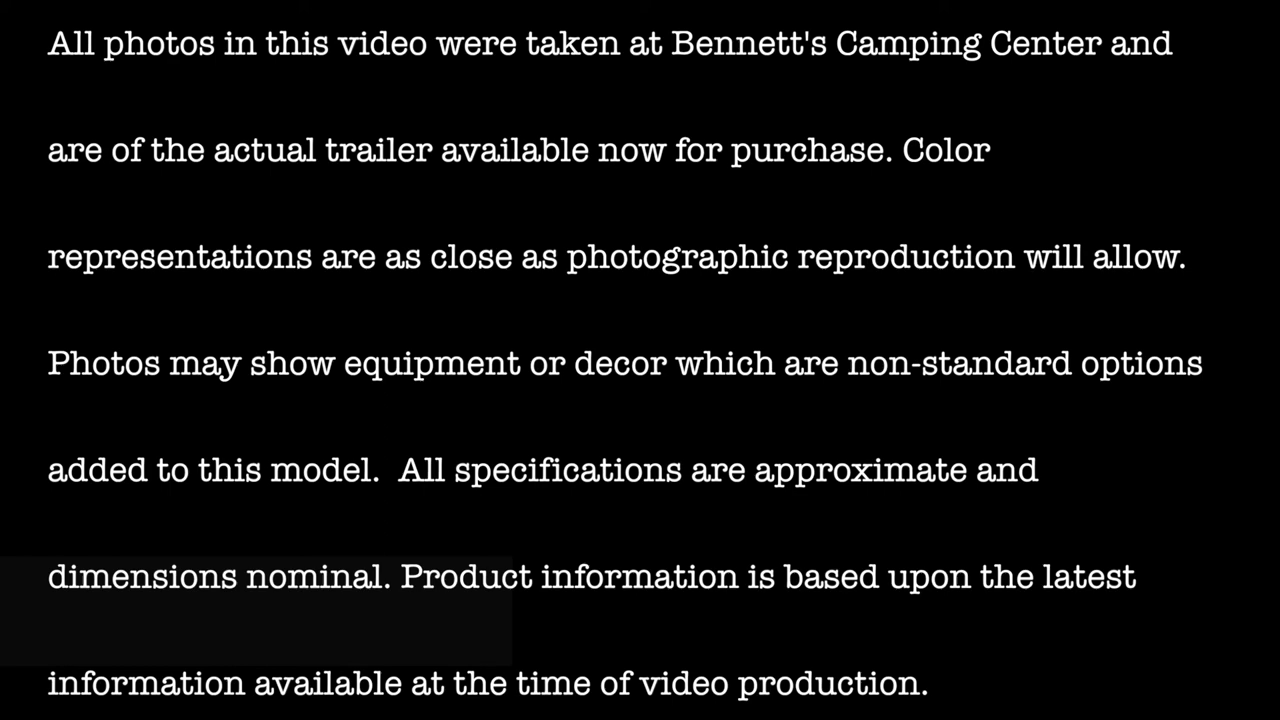 All photos in this video were taken at Bennett's Camping Center and
are of the actual trailer available now for purchase. Color
representations are as close as photographic reproduction will allow.
Photos may show equipment or decor which are non-standard options
added to this model.  All specifications are approximate and
dimensions nominal. Product information is based upon the latest
information available at the time of video production.